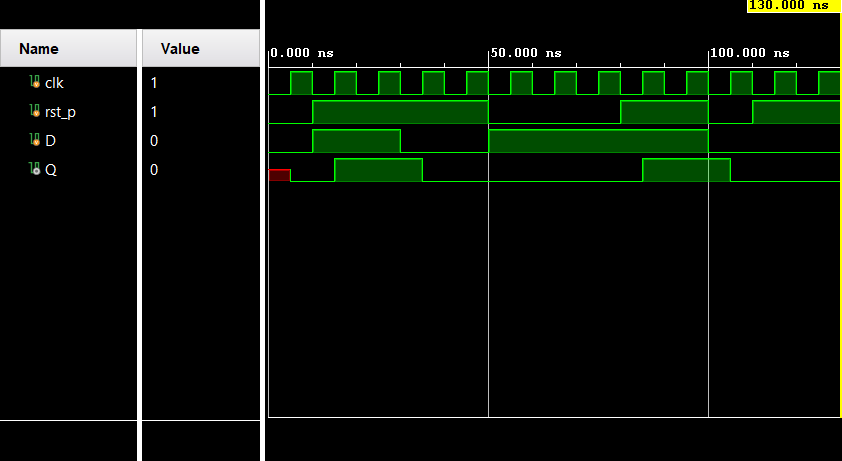 130.000 ns
Name Value
0.000 ns 50.000 ns 100.000 ns
clk 1
rst_p 1
D 0
Q 0